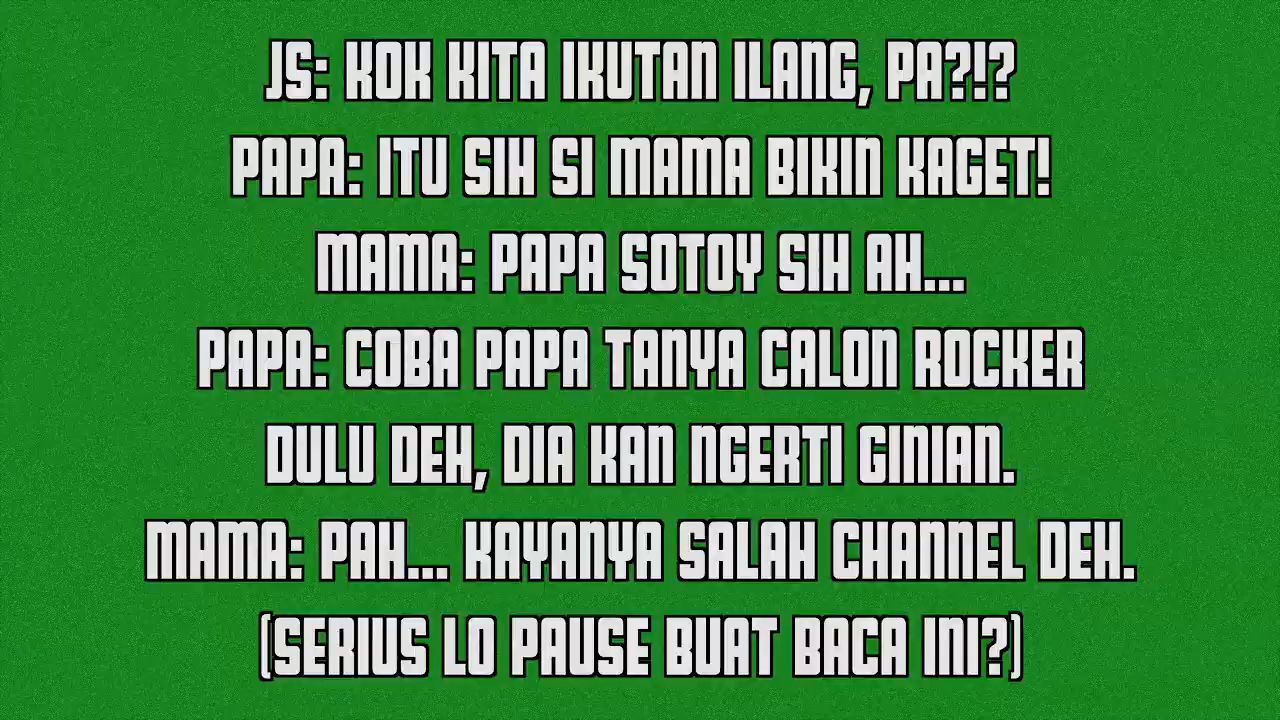 JS: KOK KITA IKUTAN ILANG, PA?!?
PAPA: ITU SIH SI MAMA BIKIN KAGET!
MAMA: PAPA SOTOY SIH AH...
PAPA: COBA PAPA TANYA CALON ROCKER
DULU DEH, DIA KAN NGERTI GINIAN.
MAMA: PAH... KAYANYA SALAH CHANNEL DEH.
(SERIUS LO PAUSE BUAT BACA INI?)